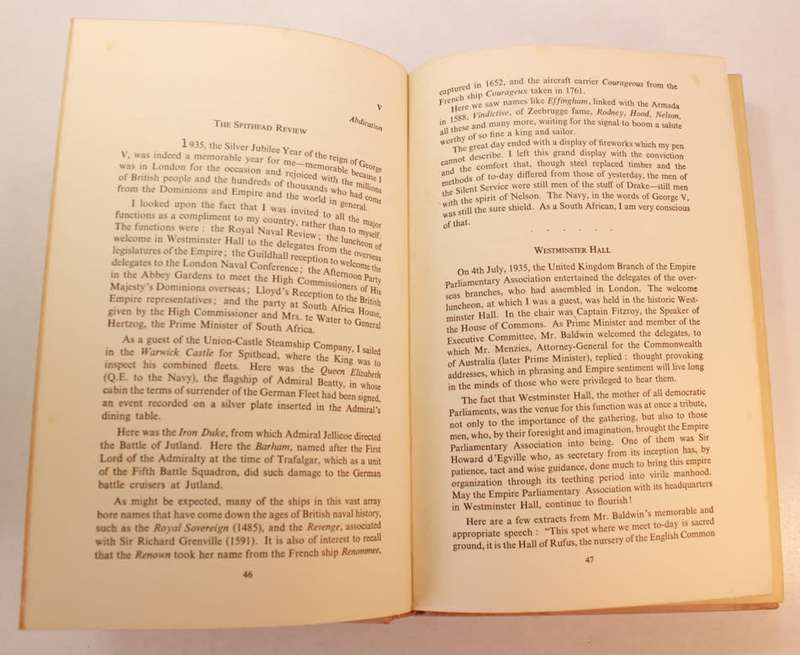 V
Abdication
THE SPITHEAD REVIEW
1935, the Silver Jubilee Year of the reign of George
V, was indeed a memorable year for me—memorable because I
was in London for the occasion and rejoiced with the millions
of British people and the hundreds of thousands who had come
from the Dominions and Empire and the world in general.
I looked upon the fact that I was invited to all the major
functions as a compliment to my country, rather than to myself.
The functions were : the Royal Naval Review ; the luncheon of
welcome in Westminster Hall to the delegates from the overseas
legislatures of the Empire ; the Guildhall reception to welcome the
delegates to the London Naval Conference ; the Afternoon Party
in the Abbey Gardens to meet the High Commissioners of His
Majesty's Dominions overseas ; Lloyd's Reception to the British
Empire representatives ; and the party at South Africa House,
given by the High Commissioner and Mrs. te Water to General
Hertzog, the Prime Minister of South Africa.
As a guest of the Union-Castle Steamship Company, I sailed
in the Warwick Castle for Spithead, where the King was to
inspect his combined fleets. Here was the Queen Elizabeth
(Q.E. to the Navy), the flagship of Admiral Beatty, in whose
cabin the terms of surrender of the German Fleet had been signed,
an event recorded on a silver plate inserted in the Admiral's
dining table.
Here was the Iron Duke, from which Admiral Jellicoe directed
the Battle of Jutland. Here the Barham, named after the First
Lord of the Admiralty at the time of Trafalgar, which as a unit
of the Fifth Battle Squadron, did such damage to the German
battle cruisers at Jutland.
As might be expected, many of the ships in this vast array
bore names that have come down the ages of British naval history,
such as the Royal Sovereign (1485), and the Revenge, associated
with Sir Richard Grenville (1591). It is also of interest to recall
that the Renown took her name from the French ship Renommee,
46
captured in 1652, and the aircraft carrier Courageous from the
French ship Courageux taken in 1761.
Here we saw names like Effingham, linked with the Armada
in 1588, Vindictive, of Zeebrugge fame, Rodney, Hood, Nelson,
all these and many more, waiting for the signal to boom a salute
worthy of so fine a king and sailor.
The great day ended with a display of fireworks which my pen
cannot describe. I left this grand display with the conviction
and the comfort that, though steel replaced timber and the
methods of to-day differed from those of yesterday, the men of
the Silent Service were still men of the stuff of Drake—still men
with the spirit of Nelson. The Navy, in the words of George V,
was still the sure shield. As a South African, I am very conscious
of that.
. . . . . .
WESTMINSTER HALL
On 4th July, 1935, the United Kingdom Branch of the Empire
Parliamentary Association entertained the delegates of the over-
seas branches, who had assembled in London. The welcome
luncheon, at which I was a guest, was held in the historic West-
minster Hall. In the chair was Captain Fitzroy, the Speaker of
the House of Commons. As Prime Minister and member of the
Executive Committee, Mr. Baldwin welcomed the delegates, to
which Mr. Menzies, Attorney-General for the Commonwealth
of Australia (later Prime Minister), replied : thought provoking
addresses, which in phrasing and Empire sentiment will live long
in the minds of those who were privileged to hear them.
The fact that Westminster Hall, the mother of all democratic
Parliaments, was the venue for this function was at once a tribute,
not only to the importance of the gathering, but also to those
men, who, by their foresight and imagination, brought the Empire
Parliamentary Association into being. One of them was Sir
Howard d'Egville who, as secretary from its inception has, by
patience, tact and wise guidance, done much to bring this empire
organization through its teething period into virile manhood.
May the Empire Parliamentary Association with its headquarters
in Westminster Hall, continue to flourish!
Here are a few extracts from Mr. Baldwin's memorable and
appropriate speech : "This spot where we meet to-day is sacred
ground, it is the Hall of Rufus, the nursery of the English Common
47